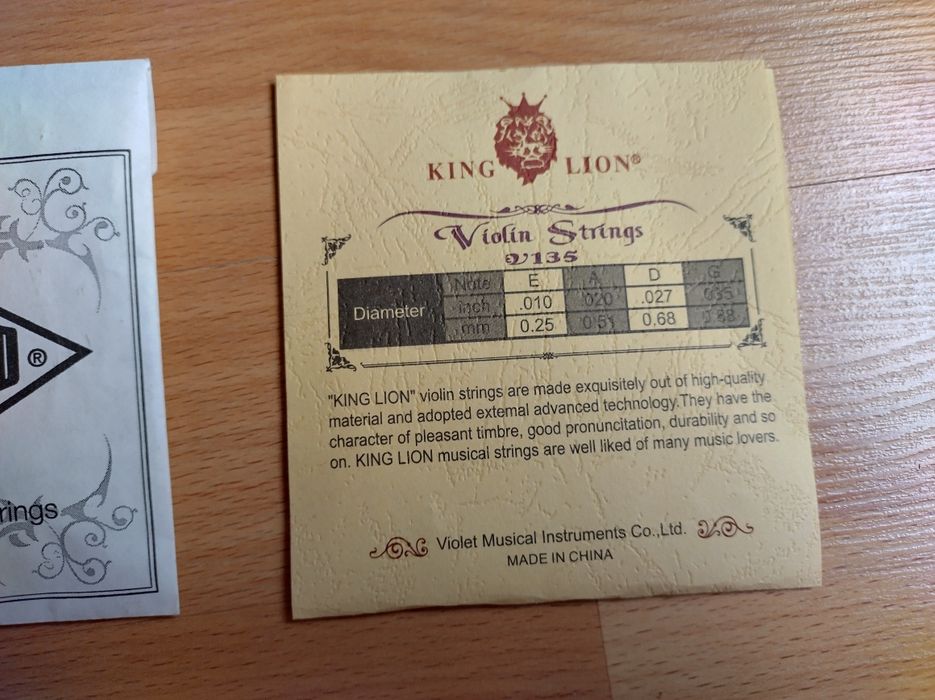 ®
rings
KING LION®
Violin Strings
V135
Diameter
Note E A D G
inch .010 .020 .027 .035
mm 0.25 0.51 0.68 0.88
"KING LION" violin strings are made exquisitely out of high-quality
material and adopted extemal advanced technology.They have the
character of pleasant timbre, good pronuncitation, durability and so
on. KING LION musical strings are well liked of many music lovers.
Violet Musical Instruments Co.,Ltd.
MADE IN CHINA